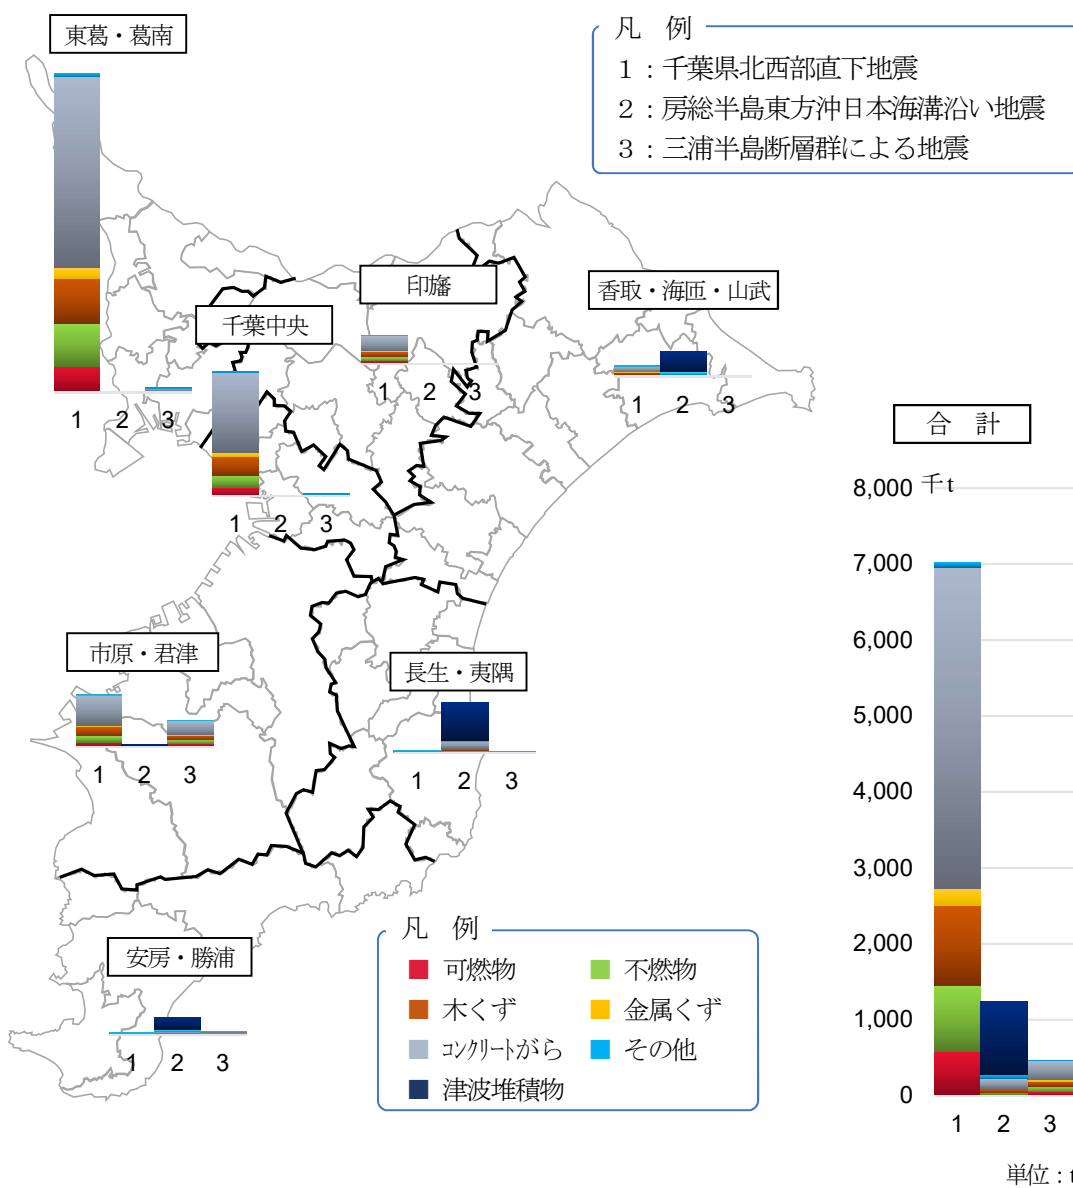 東葛・葛南
凡　例
1：千葉県北西部直下地震
2：房総半島東方沖日本海溝沿い地震
3：三浦半島断層群による地震
印旛
香取・海匝・山武
千葉中央
1 2 3
1 2 3
1 2 3
1 2 3
合　計
8,000 千t
7,000
6,000
5,000
4,000
3,000
2,000
1,000
0
1 2 3
単位：t
市原・君津
長生・夷隅
1 2 3
1 2 3
安房・勝浦
1 2 3
凡　例
可燃物 不燃物
木くず 金属くず
ｺﾝｸﾘｰﾄがら その他
津波堆積物